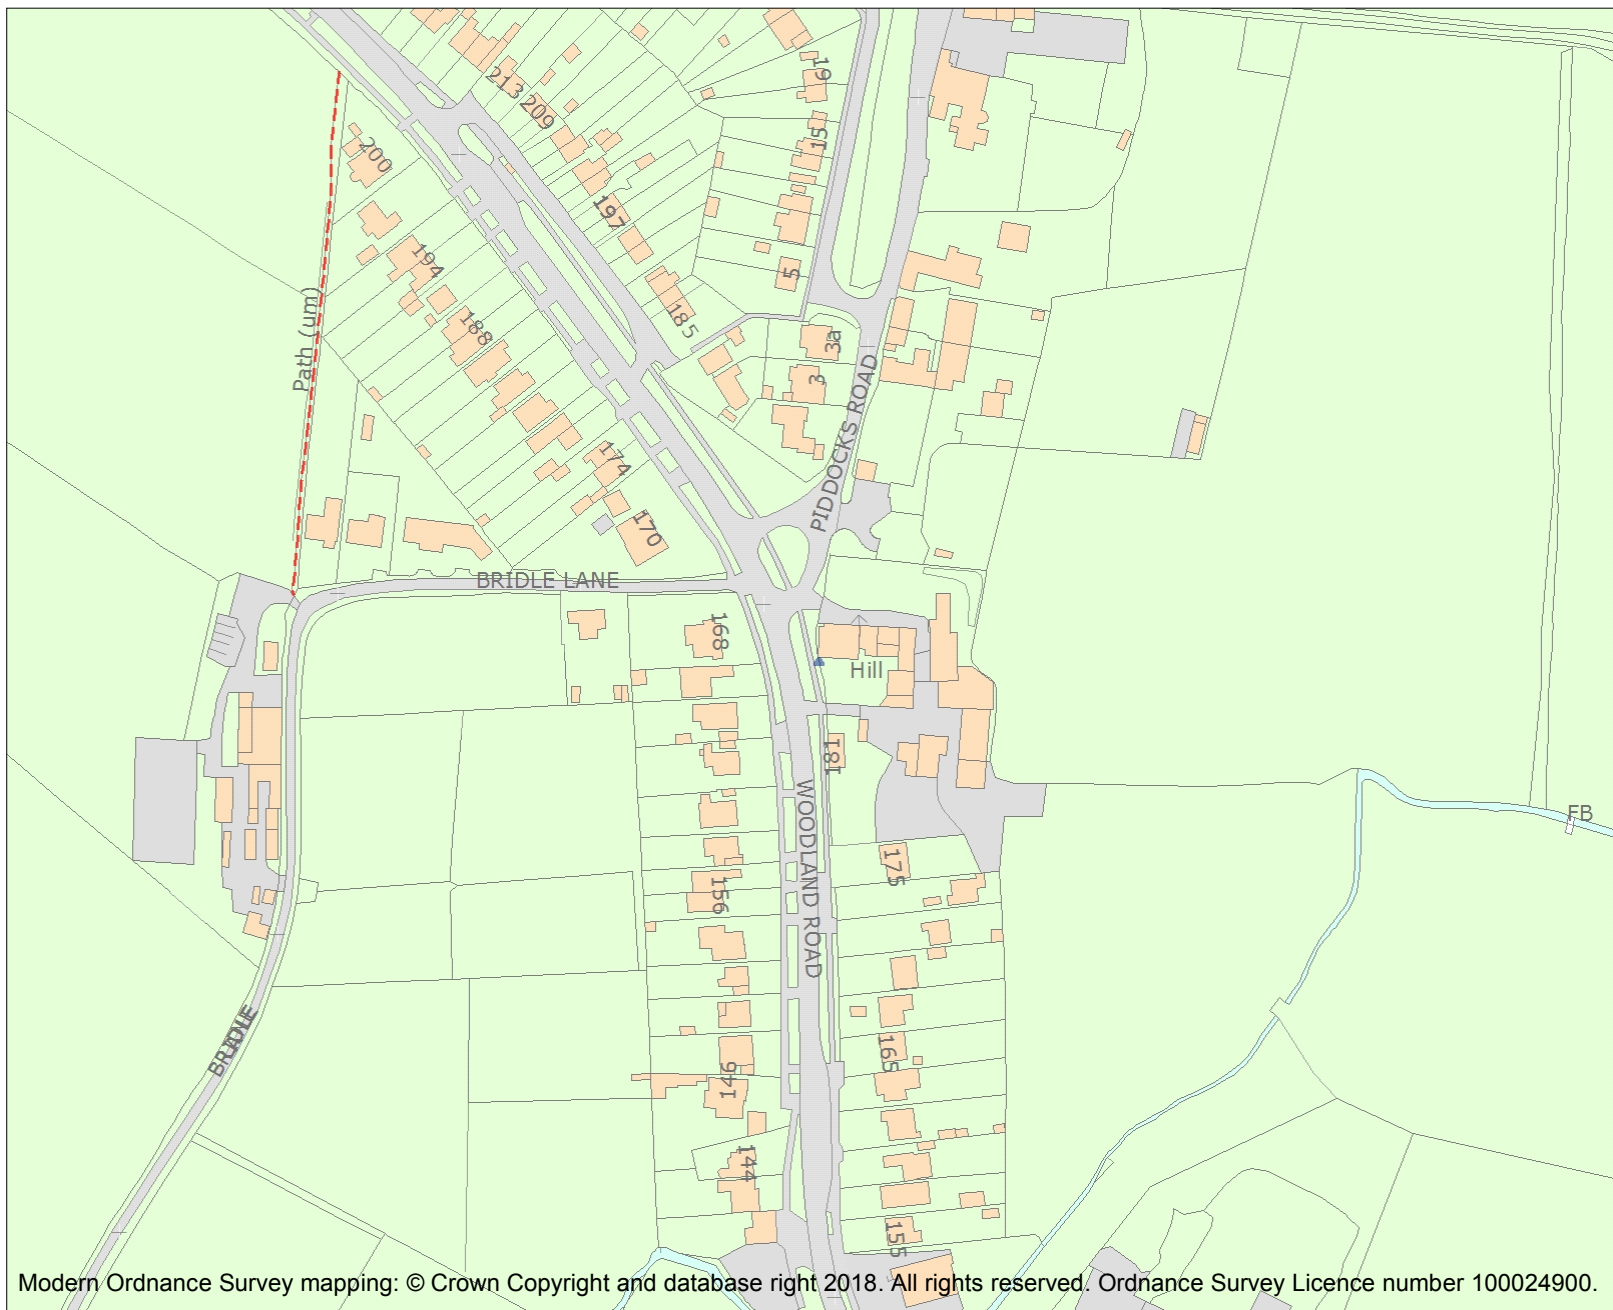 213
209
19
15
200
197
5
194
185
188
3a
3
Path (um)
PIDDOCKS ROAD
174
170
BRIDLE LANE
168
Hill
181
WOODLAND ROAD
FB
175
156
BRIDLE
LANE
165
146
144
155
Modern Ordnance Survey mapping: © Crown Copyright and database right 2018. All rights reserved. Ordnance Survey Licence number 100024900.